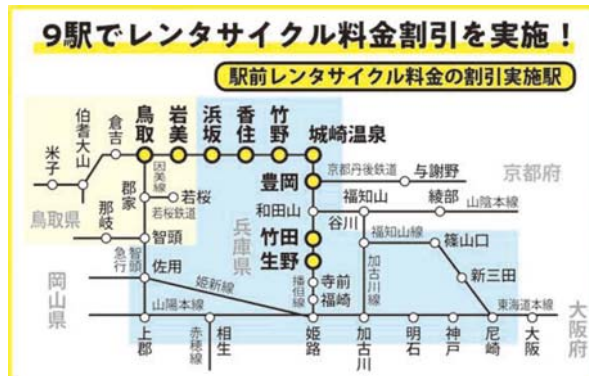 9駅でレンタサイクル料金割引を実施！
駅前レンタサイクル料金の割引実施駅
米子
伯耆大山
倉吉
鳥取
岩美
浜坂
香住
竹野
城崎温泉
因美線
郡家
若桜
若桜鉄道
鳥取県
那岐
智頭
智頭急行
豊岡
京都丹後鉄道
与謝野
京都府
和田山
福知山
綾部
山陰本線
兵庫県
谷川
福知山線
篠山口
竹田
生野
加古川線
新三田
岡山県
佐用
姫新線
播但線
寺前
福崎
山陽本線
東海道本線
大阪府
上郡
赤穂線
相生
姫路
加古川
明石
神戸
尼崎
大阪